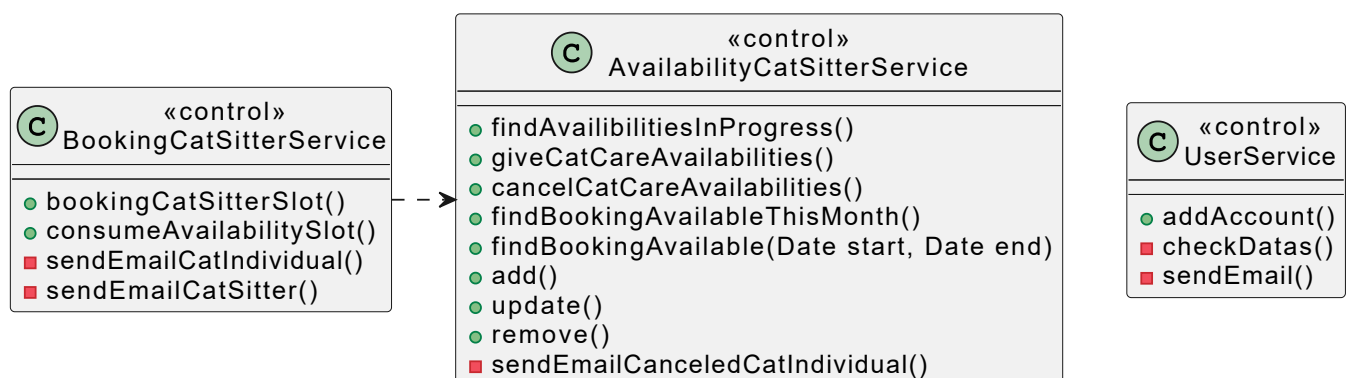 C
«control»
BookingCatSitterService
bookingCatSitterSlot()
consumeAvailabilitySlot()
sendEmailCatIndividual()
sendEmailCatSitter()
C
«control»
AvailabilityCatSitterService
findAvailibilitiesInProgress()
giveCatCareAvailabilities()
cancelCatCareAvailabilities()
findBookingAvailableThisMonth()
findBookingAvailable(Date start, Date end)
add()
update()
remove()
sendEmailCanceledCatIndividual()
C
«control»
UserService
addAccount()
checkDatas()
sendEmail()